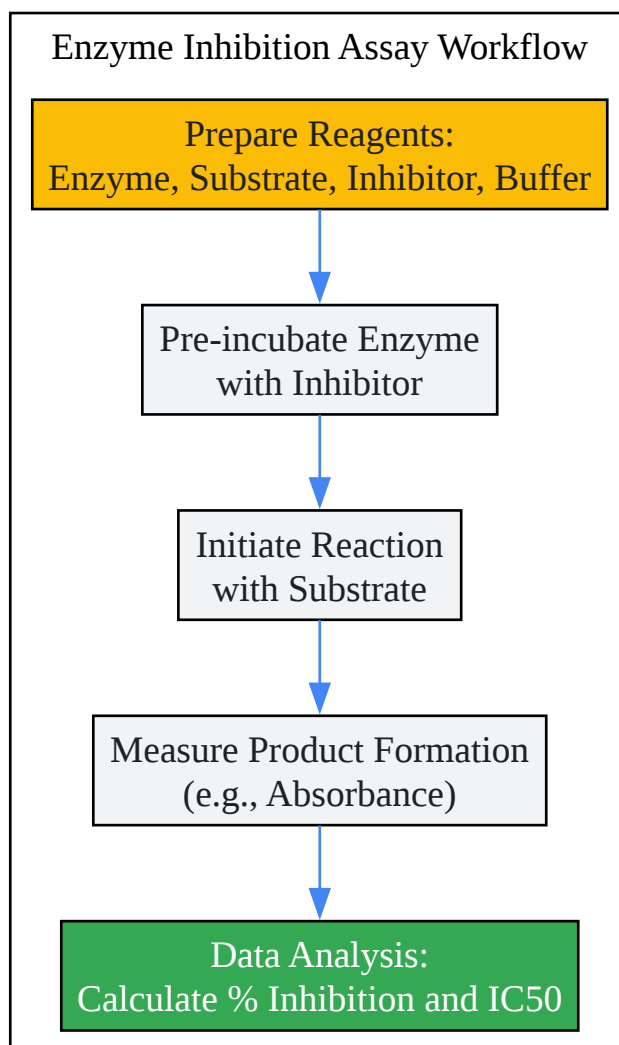 Enzyme Inhibition Assay Workflow
Prepare Reagents:
Enzyme, Substrate, Inhibitor, Buffer
Pre-incubate Enzyme
with Inhibitor
Initiate Reaction
with Substrate
Measure Product Formation
(e.g., Absorbance)
Data Analysis:
Calculate % Inhibition and IC50